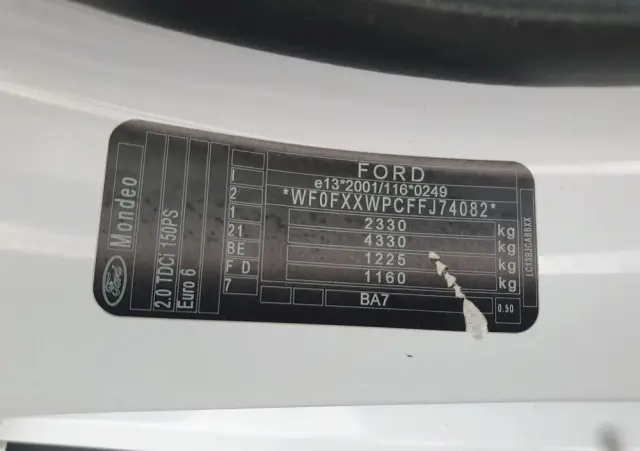 FORD
e13*2001/116*0249
*WF0FXXWPCFFJ74082*
2330 kg
4330 kg
1225 kg
1160 kg
BA7
0.50
I
2
1
21
BE
F D
7
Ford
Mondeo
2.0 TDCi 150PS
Euro 6